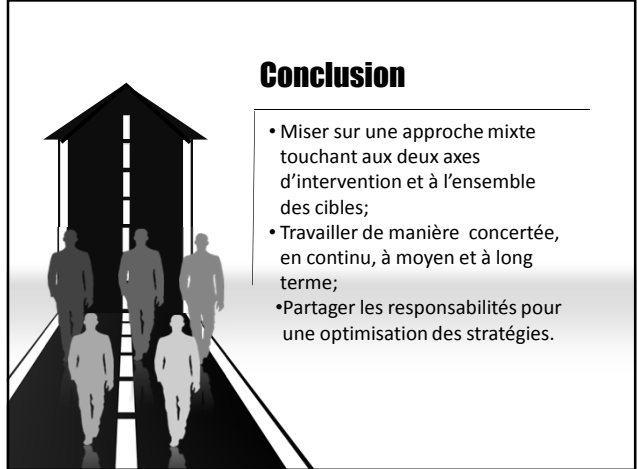 Conclusion
• Miser sur une approche mixte
touchant aux deux axes
d’intervention et à l’ensemble
des cibles;
• Travailler de manière concertée,
en continu, à moyen et à long
terme;
•Partager les responsabilités pour
une optimisation des stratégies.